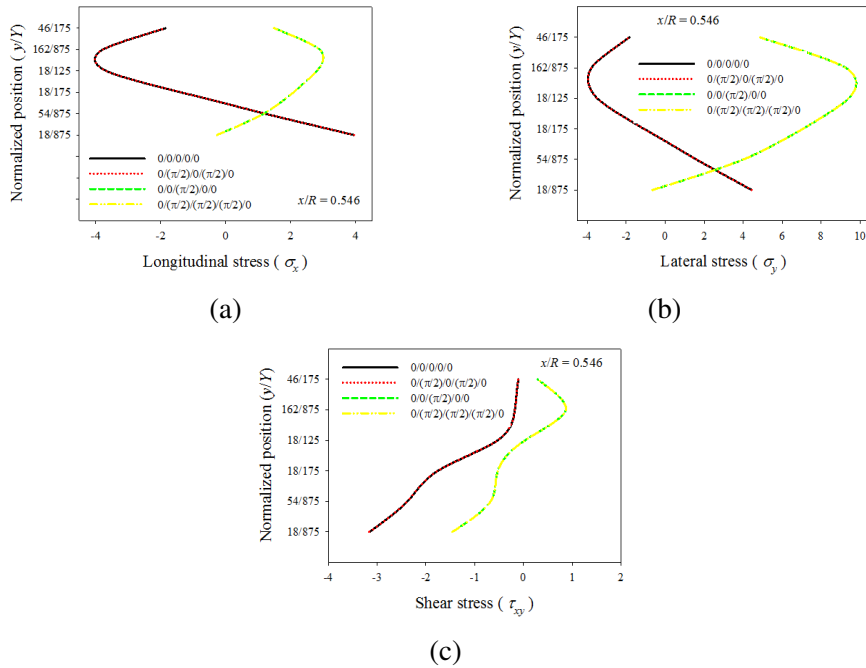 Normalized position ( y/Y)
46/175
162/875
18/125
18/175
54/875
18/875
0/0/0/0/0
0/(π/2)/0/(π/2)/0
0/0/(π/2)/0/0
0/(π/2)/(π/2)/(π/2)/0
x/R = 0.546
-4 -2 0 2 4
Longitudinal stress ( σx)
(a)
Normalized position (y/Y)
x/R = 0.546
46/175
162/875
18/125
18/175
54/875
18/875
0/0/0/0/0
0/(π/2)/0/(π/2)/0
0/0/(π/2)/0/0
0/(π/2)/(π/2)/(π/2)/0
-4 -2 0 2 4 6 8 10
Lateral stress ( σy)
(b)
Normalized position (y/Y)
46/175
162/875
18/125
18/175
54/875
18/875
0/0/0/0/0
0/(π/2)/0/(π/2)/0
0/0/(π/2)/0/0
0/(π/2)/(π/2)/(π/2)/0
x/R = 0.546
-4 -3 -2 -1 0 1 2
Shear stress ( τxy)
(c)